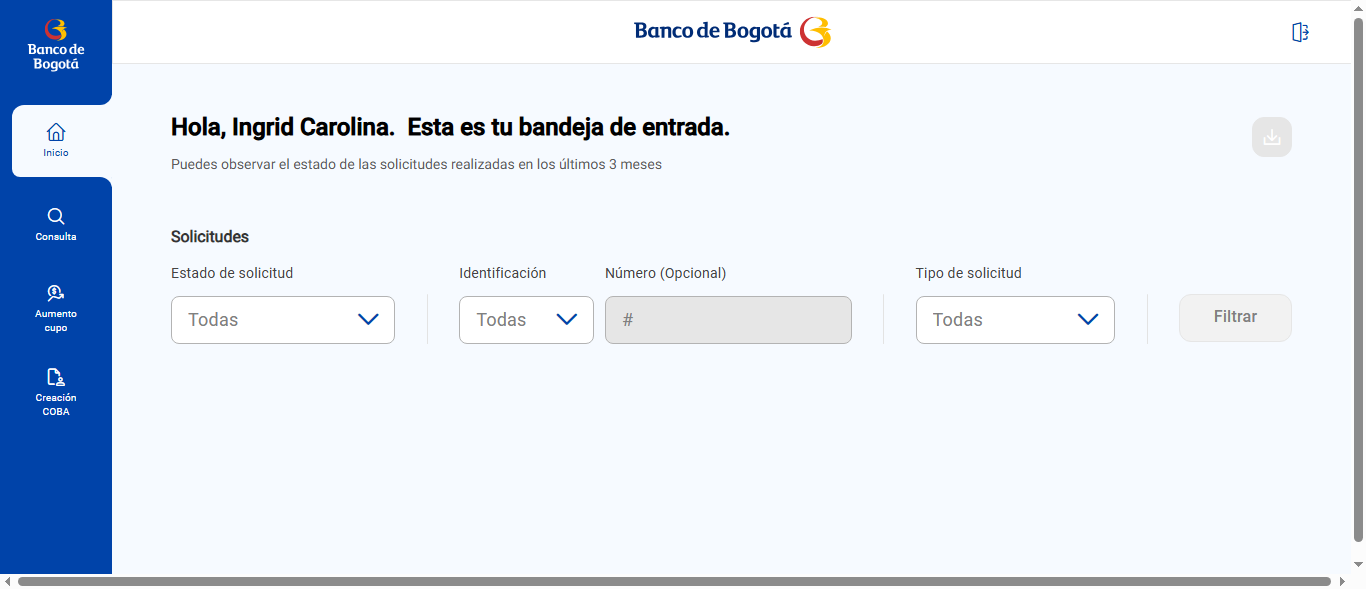 Banco de
Bogotá
Banco de Bogotá
Inicio
Consulta
Aumento
cupo
Creación
COBA
Hola, Ingrid Carolina.  Esta es tu bandeja de entrada.
Puedes observar el estado de las solicitudes realizadas en los últimos 3 meses
Solicitudes
Estado de solicitud
Identificación
Número (Opcional)
Tipo de solicitud
Todas
Todas
#
Todas
Filtrar